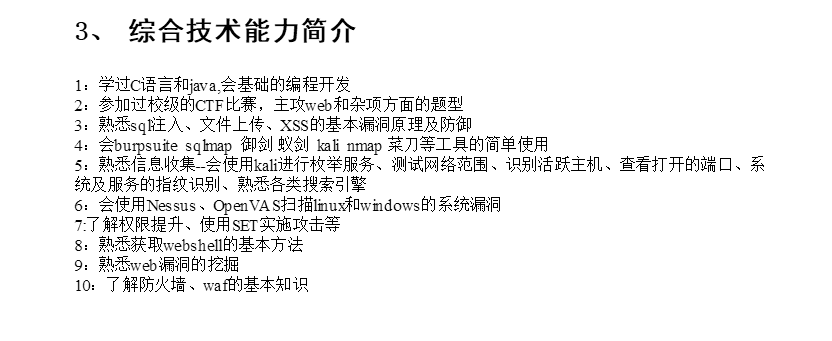 3、 综合技术能力简介
1：学过C语言和java,会基础的编程开发
2：参加过校级的CTF比赛，主攻web和杂项方面的题型
3：熟悉sql注入、文件上传、XSS的基本漏洞原理及防御
4：会burpsuite sqlmap 御剑 蚁剑 kali nmap 菜刀等工具的简单使用
5：熟悉信息收集--会使用kali进行枚举服务、测试网络范围、识别活跃主机、查看打开的端口、系
统及服务的指纹识别、熟悉各类搜索引擎
6：会使用Nessus、OpenVAS扫描linux和windows的系统漏洞
7:了解权限提升、使用SET实施攻击等
8：熟悉获取webshell的基本方法
9：熟悉web漏洞的挖掘
10：了解防火墙、waf的基本知识